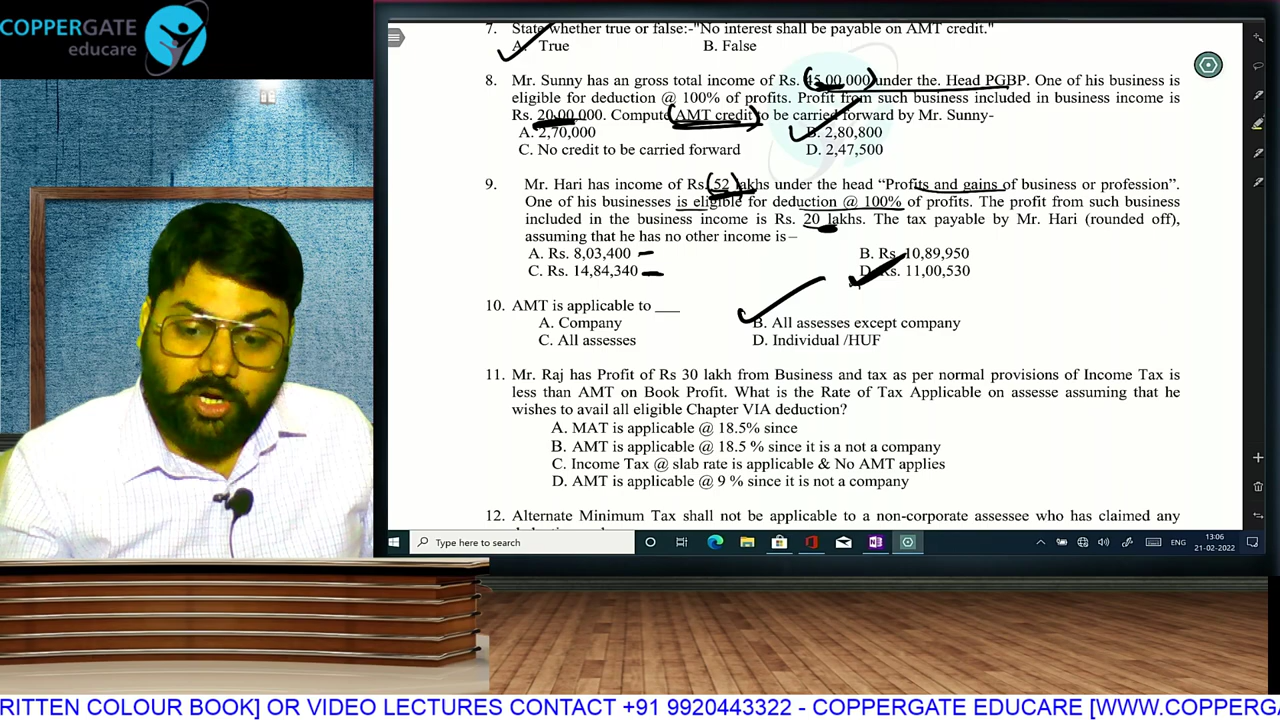 COPPERGATE
educare
7. State whether true or false:-"No interest shall be payable on AMT credit."
A. True B. False
8. Mr. Sunny has an gross total income of Rs. 45,00,000 under the. Head PGBP. One of his business is
eligible for deduction @ 100% of profits. Profit from such business included in business income is
Rs. 20,00,000. Compute AMT credit to be carried forward by Mr. Sunny-
A. 2,70,000 B. 2,80,800
C. No credit to be carried forward D. 2,47,500
9. Mr. Hari has income of Rs. 52 lakhs under the head “Profits and gains of business or profession”.
One of his businesses is eligible for deduction @ 100% of profits. The profit from such business
included in the business income is Rs. 20 lakhs. The tax payable by Mr. Hari (rounded off),
assuming that he has no other income is–
A. Rs. 8,03,400 B. Rs. 10,89,950
C. Rs. 14,84,340 D. Rs. 11,00,530
10. AMT is applicable to ___
A. Company B. All assesses except company
C. All assesses D. Individual /HUF
11. Mr. Raj has Profit of Rs 30 lakh from Business and tax as per normal provisions of Income Tax is
less than AMT on Book Profit. What is the Rate of Tax Applicable on assesse assuming that he
wishes to avail all eligible Chapter VIA deduction?
A. MAT is applicable @ 18.5% since
B. AMT is applicable @ 18.5 % since it is a not a company
C. Income Tax @ slab rate is applicable & No AMT applies
D. AMT is applicable @ 9 % since it is not a company
12. Alternate Minimum Tax shall not be applicable to a non-corporate assessee who has claimed any
Type here to search
ENG
13:06
21-02-2022
RITTEN COLOUR BOOK] OR VIDEO LECTURES CONTACT +91 9920443322 - COPPERGATE EDUCARE [WWW.COPPERGA